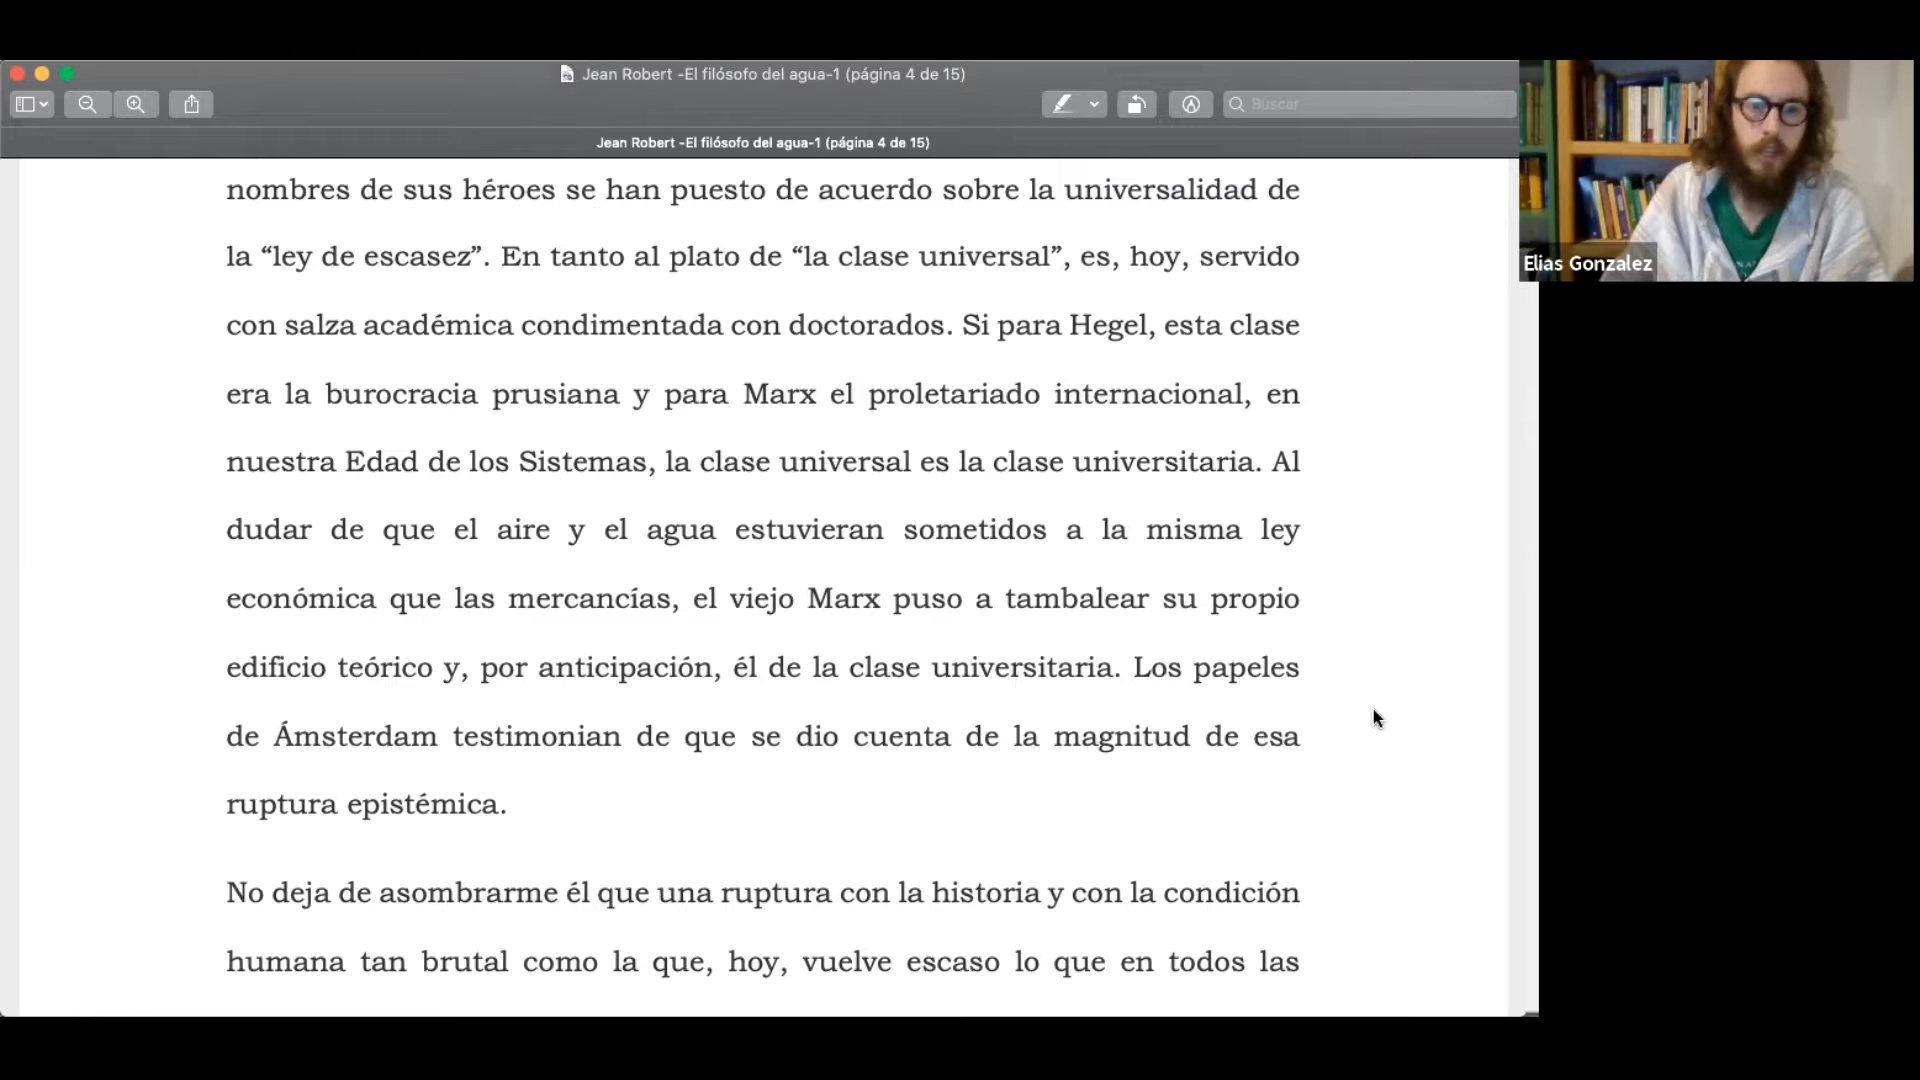 Jean Robert -El filósofo del agua-1 (página 4 de 15)
Buscar
Jean Robert -El filósofo del agua-1 (página 4 de 15)
nombres de sus héroes se han puesto de acuerdo sobre la universalidad de
la “ley de escasez”. En tanto al plato de “la clase universal”, es, hoy, servido
con salza académica condimentada con doctorados. Si para Hegel, esta clase
era la burocracia prusiana y para Marx el proletariado internacional, en
nuestra Edad de los Sistemas, la clase universal es la clase universitaria. Al
dudar de que el aire y el agua estuvieran sometidos a la misma ley
económica que las mercancías, el viejo Marx puso a tambalear su propio
edificio teórico y, por anticipación, él de la clase universitaria. Los papeles
de Ámsterdam testimonian de que se dio cuenta de la magnitud de esa
ruptura epistémica.
No deja de asombrarme él que una ruptura con la historia y con la condición
humana tan brutal como la que, hoy, vuelve escaso lo que en todos las
Elias Gonzalez